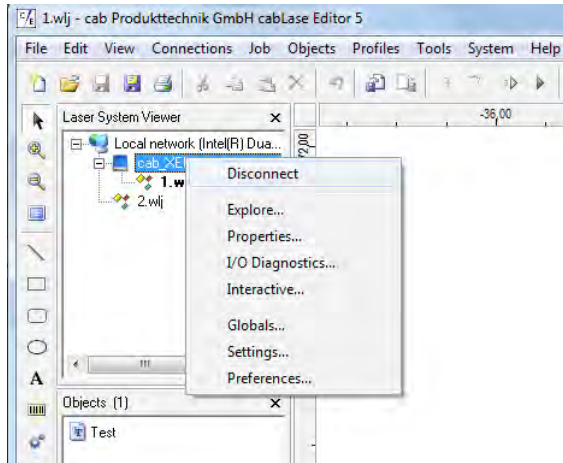 1.wlj - cab Produkttechnik GmbH cabLase Editor 5
File Edit View Connections Job Objects Profiles Tools System Help
Laser System Viewer
-36,00
72,00
Local network (Intel(R) Dua...
cab_XE
1.w
2.wlj
Disconnect
Explore...
Properties...
I/O Diagnostics...
Interactive...
Globals...
Settings...
Preferences...
A
Objects (1)
Test